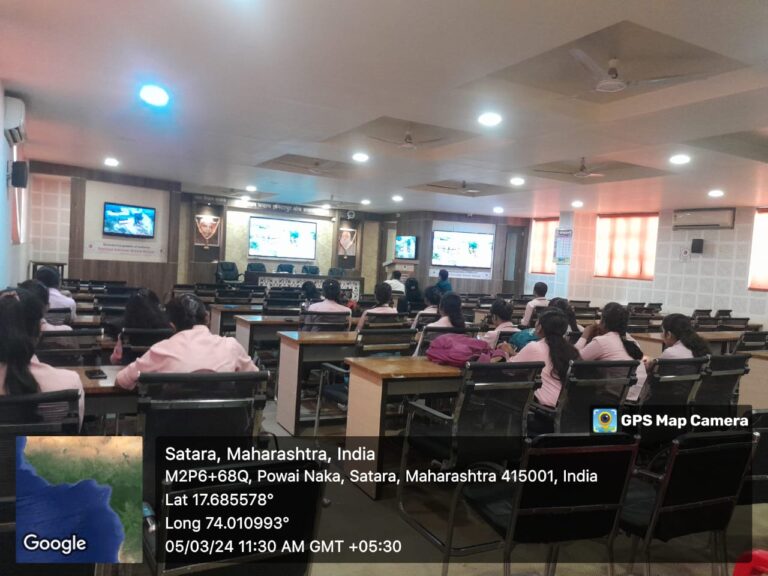 GPS Map Camera
Satara, Maharashtra, India
M2P6+68Q, Powai Naka, Satara, Maharashtra 415001, India
Lat 17.685578°
Long 74.010993°
05/03/24 11:30 AM GMT +05:30
Google